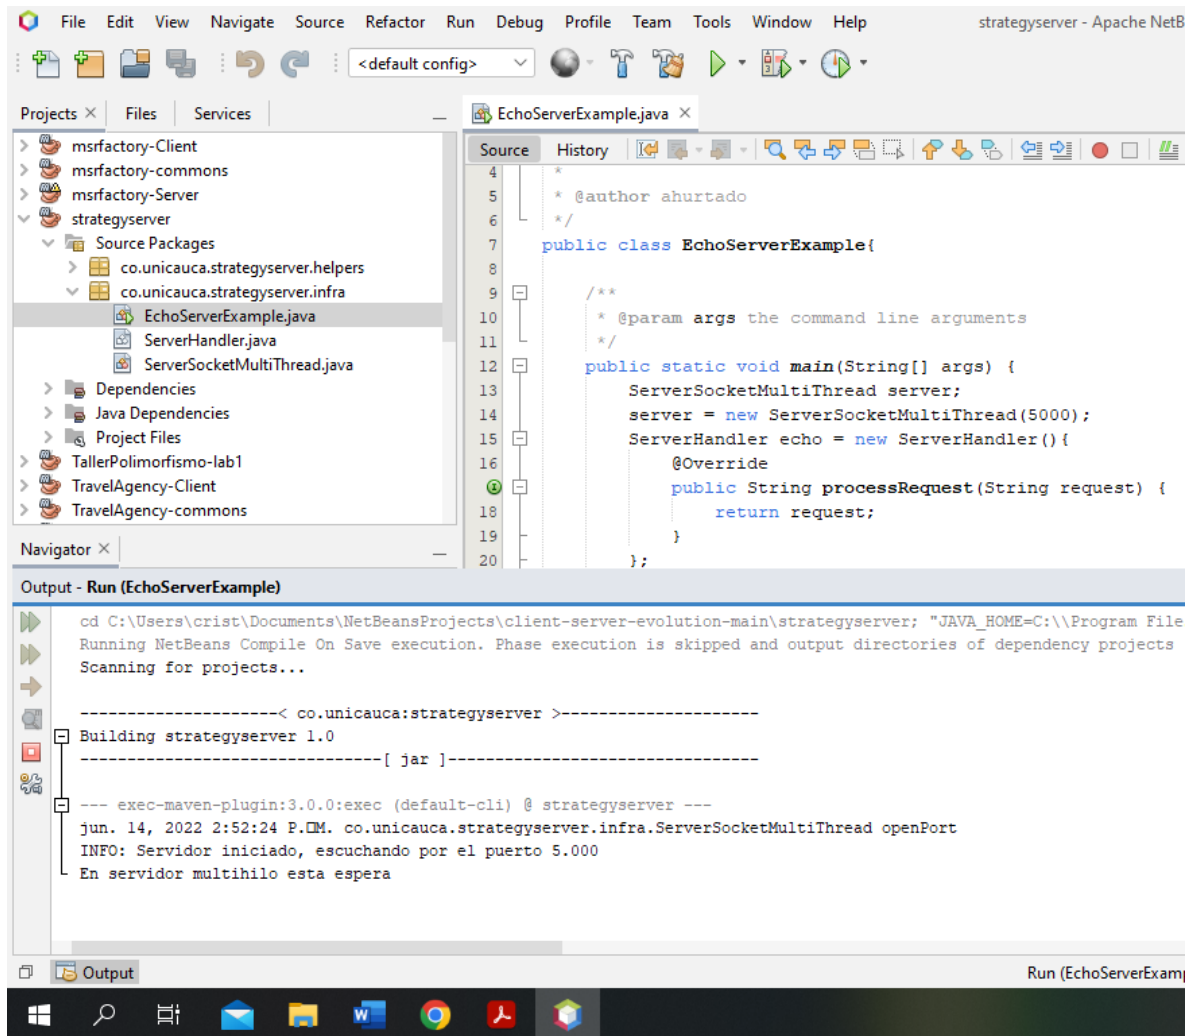 File Edit View Navigate Source Refactor Run Debug Profile Team Tools Window Help strategyserver - Apache NetB
<default config>
Projects Files Services
EchoServerExample.java
Source History
msrfactory-Client
msrfactory-commons
msrfactory-Server
strategyserver
Source Packages
co.unicauca.strategyserver.helpers
co.unicauca.strategyserver.infra
EchoServerExample.java
ServerHandler.java
ServerSocketMultiThread.java
Dependencies
Java Dependencies
Project Files
TallerPolimorfismo-lab1
TravelAgency-Client
TravelAgency-commons
4 *
5 * @author ahurtado
6 */
7 public class EchoServerExample{
8
9 /**
10 * @param args the command line arguments
11 */
12 public static void main(String[] args) {
13 ServerSocketMultiThread server;
14 server = new ServerSocketMultiThread(5000);
15 ServerHandler echo = new ServerHandler(){
16 @Override
public String processRequest(String request) {
18 return request;
19 }
20 };
Navigator
Output - Run (EchoServerExample)
cd C:\Users\crist\Documents\NetBeansProjects\client-server-evolution-main\strategyserver; "JAVA_HOME=C:\\Program File
Running NetBeans Compile On Save execution. Phase execution is skipped and output directories of dependency projects
Scanning for projects...
---------------------< co.unicauca:strategyserver >---------------------
Building strategyserver 1.0
--------------------------------[ jar ]---------------------------------
--- exec-maven-plugin:3.0.0:exec (default-cli) @ strategyserver ---
jun. 14, 2022 2:52:24 P.□M. co.unicauca.strategyserver.infra.ServerSocketMultiThread openPort
INFO: Servidor iniciado, escuchando por el puerto 5.000
En servidor multihilo esta espera
Output
Run (EchoServerExamp